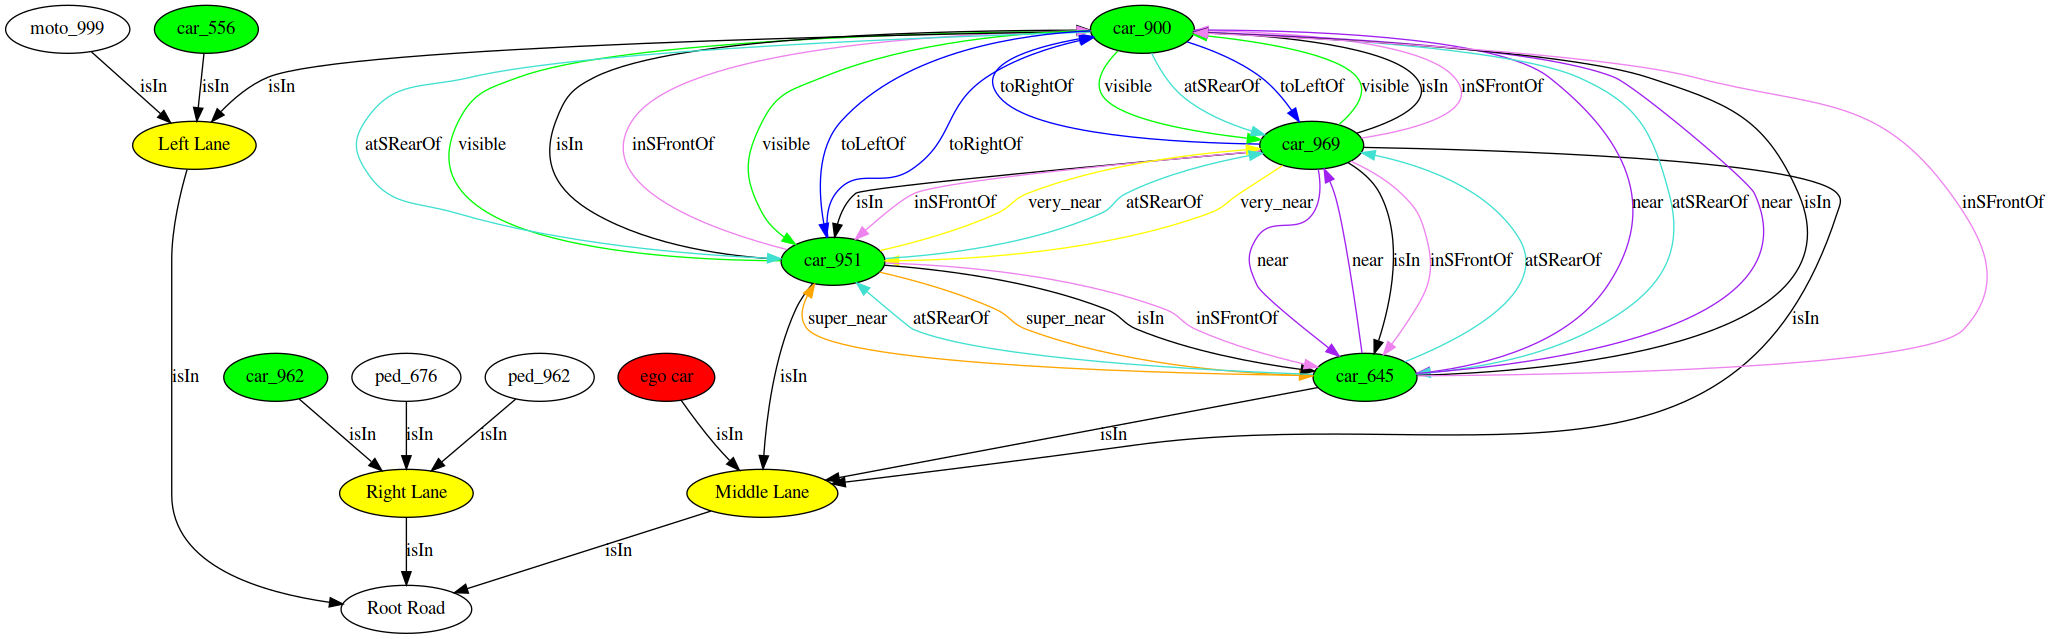 moto_999
car_556
car_900
isIn
isIn
isIn
toRightOf
visible
atSRearOf
toLeftOf
visible
isIn
inSFrontOf
Left Lane
atSRearOf
visible
isIn
inSFrontOf
visible
toLeftOf
toRightOf
car_969
isIn
inSFrontOf
very_near
atSRearOf
very_near
near
atSRearOf
near
isIn
inSFrontOf
car_951
near
near
isIn
inSFrontOf
atSRearOf
super_near
atSRearOf
super_near
isIn
inSFrontOf
isIn
isIn
car_962
ped_676
ped_962
ego car
isIn
car_645
isIn
isIn
isIn
isIn
isIn
Right Lane
Middle Lane
isIn
isIn
Root Road